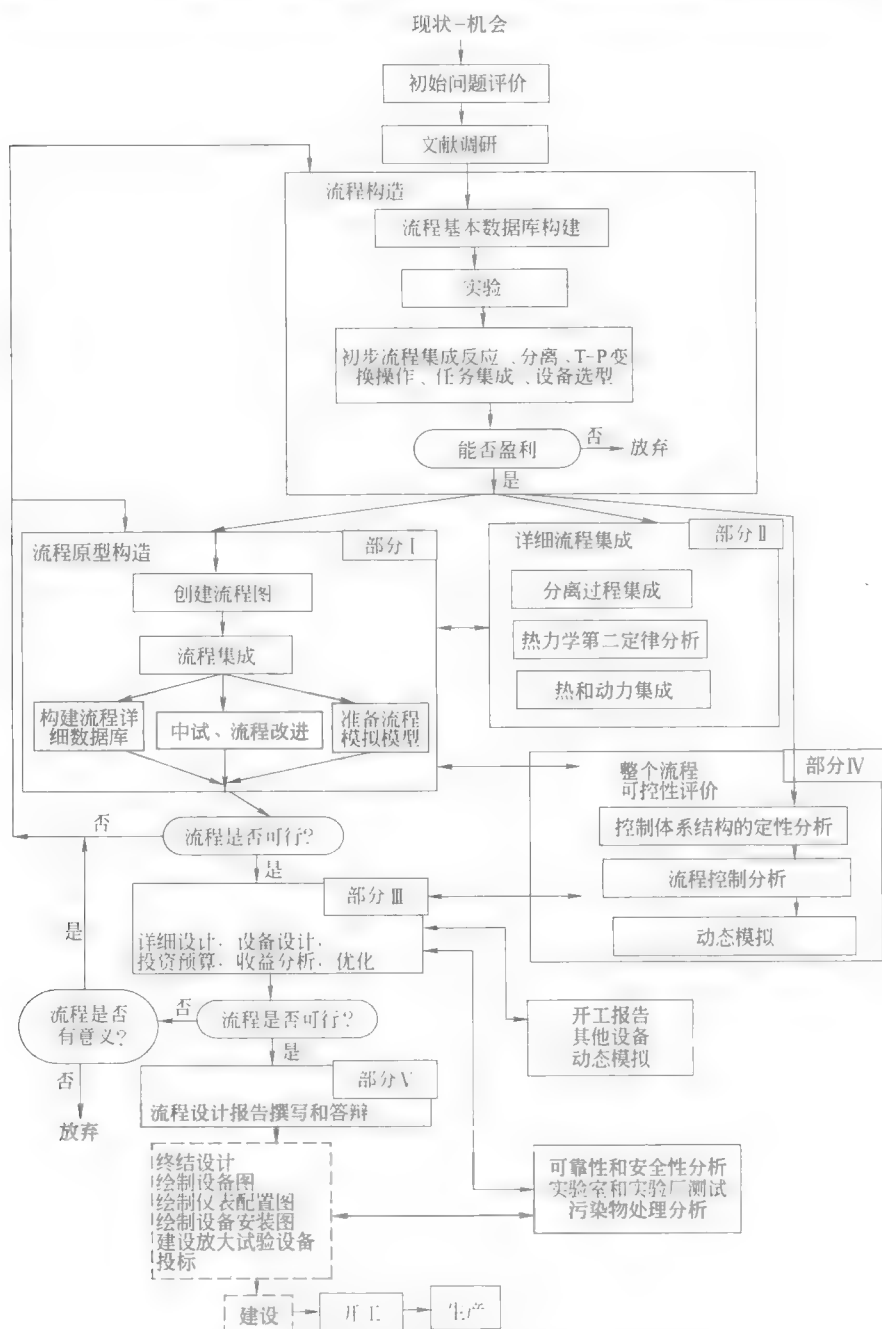 现状-机会
初始问题评价
文献调研
流程构造
流程基本数据库构建
实验
初步流程集成反应、分离、T-P变
换操作、任务集成、设备选型
能否盈利
否
放弃
是
部分Ⅰ
流程原型构造
创建流程图
流程集成
构建流程详
细数据库
中试、流程改进
准备流程
模拟模型
部分Ⅱ
详细流程集成
分离过程集成
热力学第二定律分析
热和动力集成
部分Ⅳ
整个流程
可控性评价
控制体系结构的定性分析
流程控制分析
动态模拟
否
流程是否可行?
是
部分Ⅲ
详细设计，设备设计，
投资预算，收益分析，优化
是
流程是否
有意义?
否
流程是否可行?
是
否
放弃
开工报告
其他设备
动态模拟
部分Ⅴ
流程设计报告撰写和答辩
终结设计
绘制设备图
绘制仪表配置图
绘制设备安装图
建设放大试验设备
投标
可靠性和安全性分析
实验室和实验厂测试
污染物处理分析
建设
开工
生产